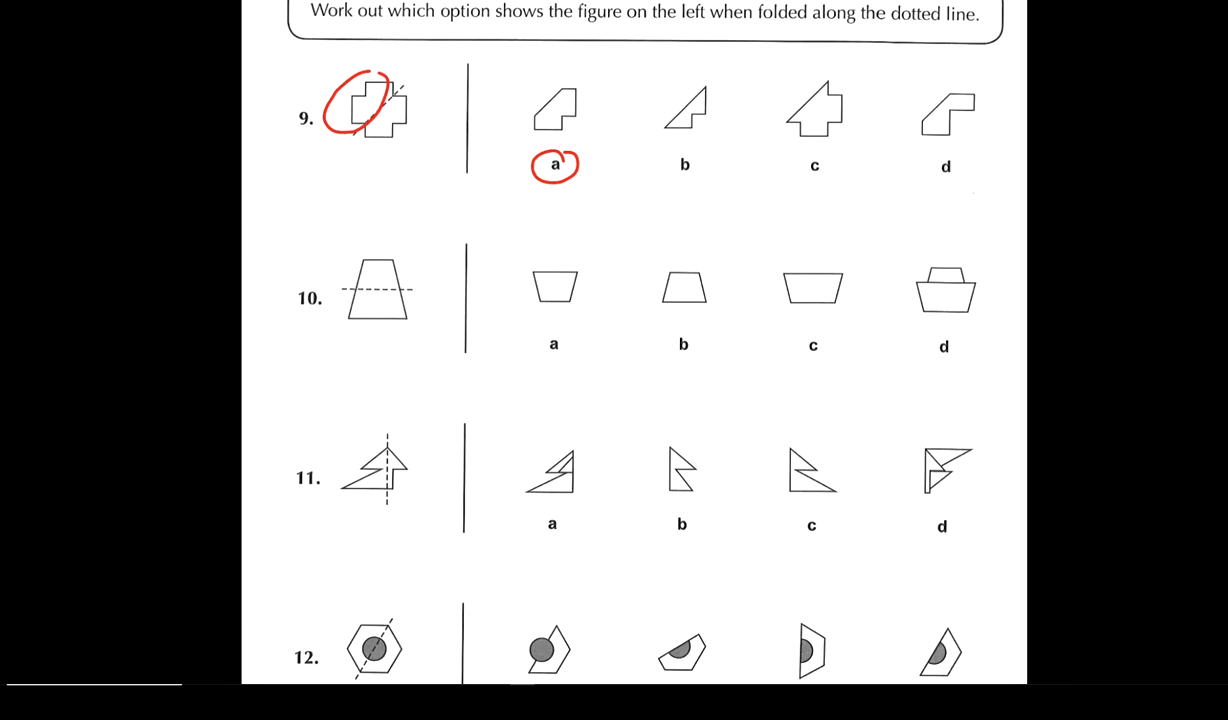 Work out which option shows the figure on the left when folded along the dotted line.
9.
a b c d
10.
a b c d
11.
a b c d
12.